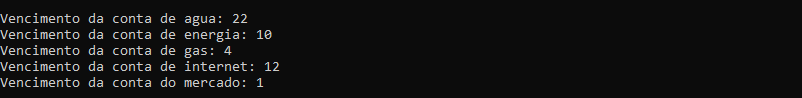 Vencimento da conta de agua: 22
Vencimento da conta de energia: 10
Vencimento da conta de gas: 4
Vencimento da conta de internet: 12
Vencimento da conta do mercado: 1